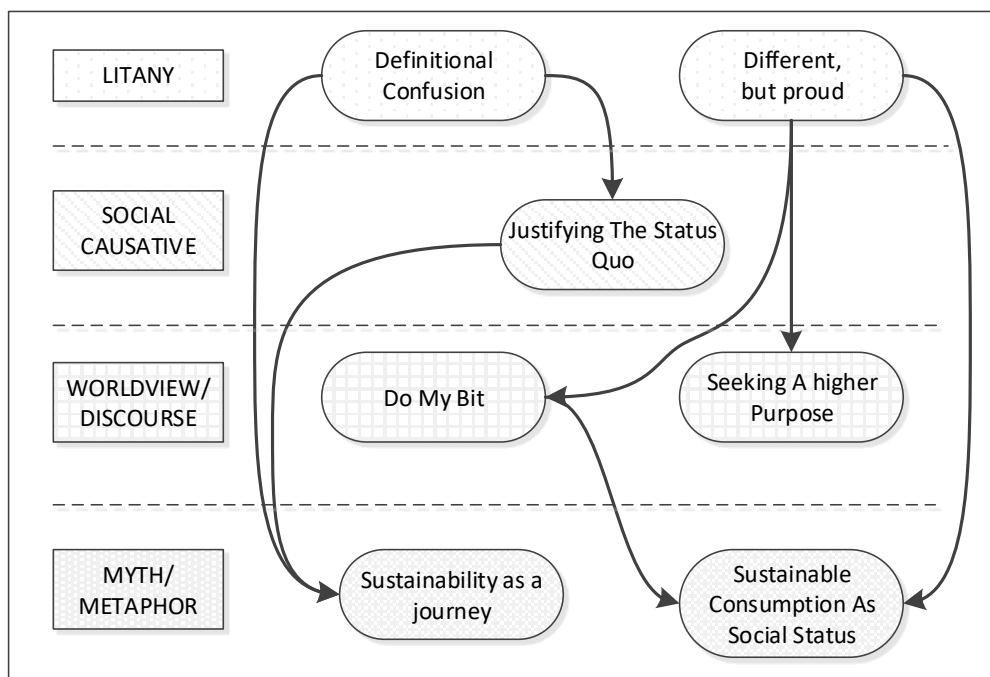 LITANY
Definitional
Confusion
Different,
but proud
SOCIAL
CAUSATIVE
Justifying The Status
Quo
WORLDVIEW/
DISCOURSE
Do My Bit
Seeking A higher
Purpose
MYTH/
METAPHOR
Sustainability as a
journey
Sustainable
Consumption As
Social Status